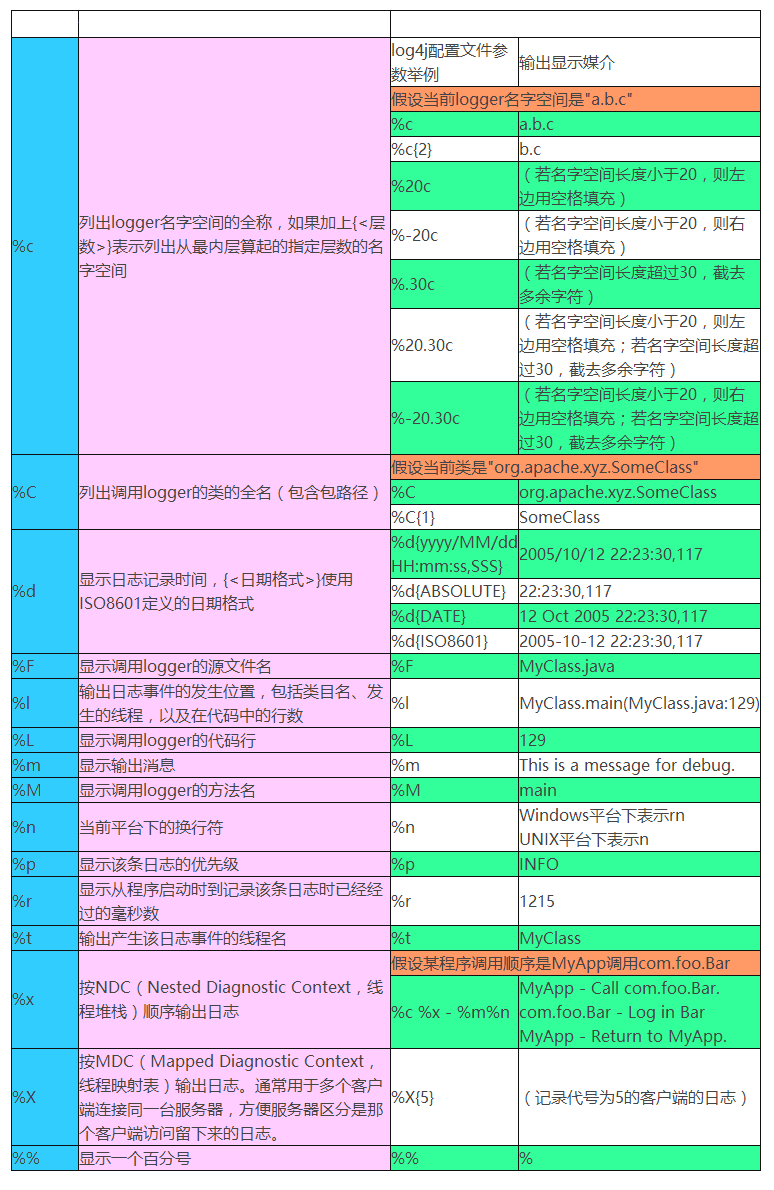 log4j配置文件参
数举例
输出显示媒介
%c
列出logger名字空间的全称，如果加上{<层
数>}表示列出从最内层算起的指定层数的名
字空间
假设当前logger名字空间是"a.b.c"
%c
a.b.c
%c{2}
b.c
%20c
（若名字空间长度小于20，则左
边用空格填充）
%-20c
（若名字空间长度小于20，则右
边用空格填充）
%.30c
（若名字空间长度超过30，截去
多余字符）
%20.30c
（若名字空间长度小于20，则左
边用空格填充；若名字空间长度超
过30，截去多余字符）
%-20.30c
（若名字空间长度小于20，则右
边用空格填充；若名字空间长度超
过30，截去多余字符）
%C
列出调用logger的类的全名（包含包路径）
假设当前类是"org.apache.xyz.SomeClass"
%C
org.apache.xyz.SomeClass
%C{1}
SomeClass
%d
显示日志记录时间，{<日期格式>}使用
ISO8601定义的日期格式
%d{yyyy/MM/dd
HH:mm:ss,SSS}
2005/10/12 22:23:30,117
%d{ABSOLUTE}
22:23:30,117
%d{DATE}
12 Oct 2005 22:23:30,117
%d{ISO8601}
2005-10-12 22:23:30,117
%F
显示调用logger的源文件名
%F
MyClass.java
%l
输出日志事件的发生位置，包括类目名、发
生的线程，以及在代码中的行数
%l
MyClass.main(MyClass.java:129)
%L
显示调用logger的代码行
%L
129
%m
显示输出消息
%m
This is a message for debug.
%M
显示调用logger的方法名
%M
main
%n
当前平台下的换行符
%n
Windows平台下表示rn
UNIX平台下表示n
%p
显示该条日志的优先级
%p
INFO
%r
显示从程序启动时到记录该条日志时已经经
过的毫秒数
%r
1215
%t
输出产生该日志事件的线程名
%t
MyClass
%x
按NDC（Nested Diagnostic Context，线
程堆栈）顺序输出日志
假设某程序调用顺序是MyApp调用com.foo.Bar
%c %x - %m%n
MyApp - Call com.foo.Bar.
com.foo.Bar - Log in Bar
MyApp - Return to MyApp.
%X
按MDC（Mapped Diagnostic Context，
线程映射表）输出日志。通常用于多个客户
端连接同一台服务器，方便服务器区分是那
个客户端访问留下来的日志。
%X{5}
（记录代号为5的客户端的日志）
%%
显示一个百分号
%%
%